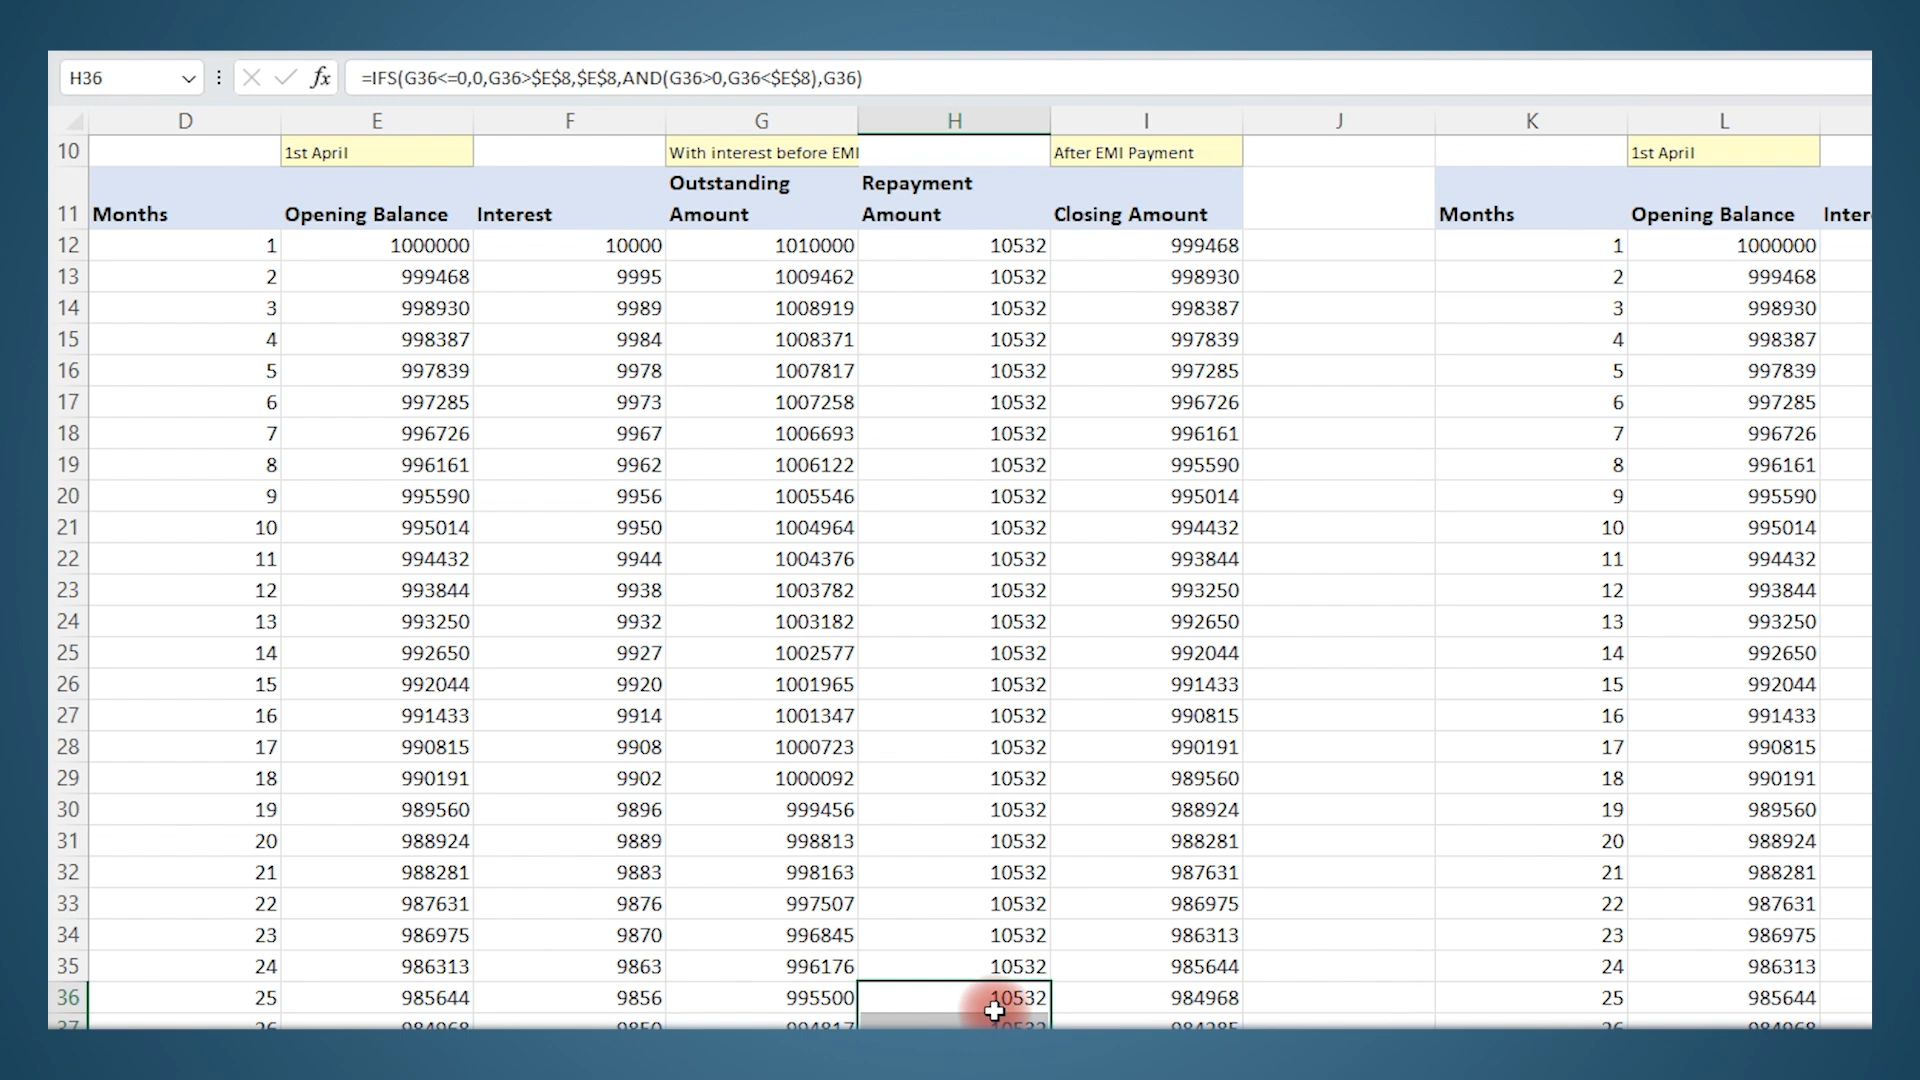 H36 fx =IFS(G36<=0,0,G36>$E$8,$E$8,AND(G36>0,G36<$E$8),G36)
D E F G H I J K L
10 1st April With interest before EMI After EMI Payment 1st April
Outstanding Repayment
11 Months Opening Balance Interest Amount Amount Closing Amount Months Opening Balance Inter
12 1 1000000 10000 1010000 10532 999468 1 1000000
13 2 999468 9995 1009462 10532 998930 2 999468
14 3 998930 9989 1008919 10532 998387 3 998930
15 4 998387 9984 1008371 10532 997839 4 998387
16 5 997839 9978 1007817 10532 997285 5 997839
17 6 997285 9973 1007258 10532 996726 6 997285
18 7 996726 9967 1006693 10532 996161 7 996726
19 8 996161 9962 1006122 10532 995590 8 996161
20 9 995590 9956 1005546 10532 995014 9 995590
21 10 995014 9950 1004964 10532 994432 10 995014
22 11 994432 9944 1004376 10532 993844 11 994432
23 12 993844 9938 1003782 10532 993250 12 993844
24 13 993250 9932 1003182 10532 992650 13 993250
25 14 992650 9927 1002577 10532 992044 14 992650
26 15 992044 9920 1001965 10532 991433 15 992044
27 16 991433 9914 1001347 10532 990815 16 991433
28 17 990815 9908 1000723 10532 990191 17 990815
29 18 990191 9902 1000092 10532 989560 18 990191
30 19 989560 9896 999456 10532 988924 19 989560
31 20 988924 9889 998813 10532 988281 20 988924
32 21 988281 9883 998163 10532 987631 21 988281
33 22 987631 9876 997507 10532 986975 22 987631
34 23 986975 9870 996845 10532 986313 23 986975
35 24 986313 9863 996176 10532 985644 24 986313
36 25 985644 9856 995500 10532 984968 25 985644
37 26 984968 9850 994817 10532 984285 26 984968